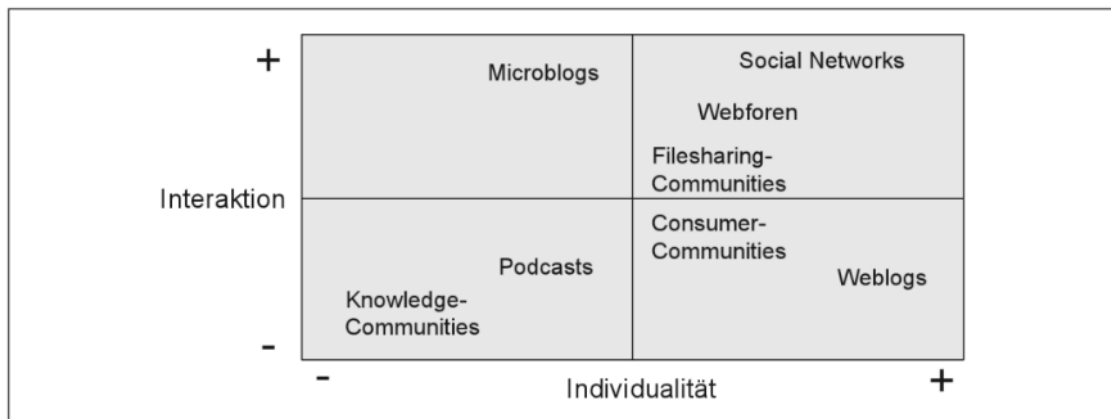 +
Microblogs
Social Networks
Webforen
Filesharing-
Communities
Interaktion
Consumer-
Communities
Podcasts
Weblogs
Knowledge-
Communities
-
-
Individualität
+